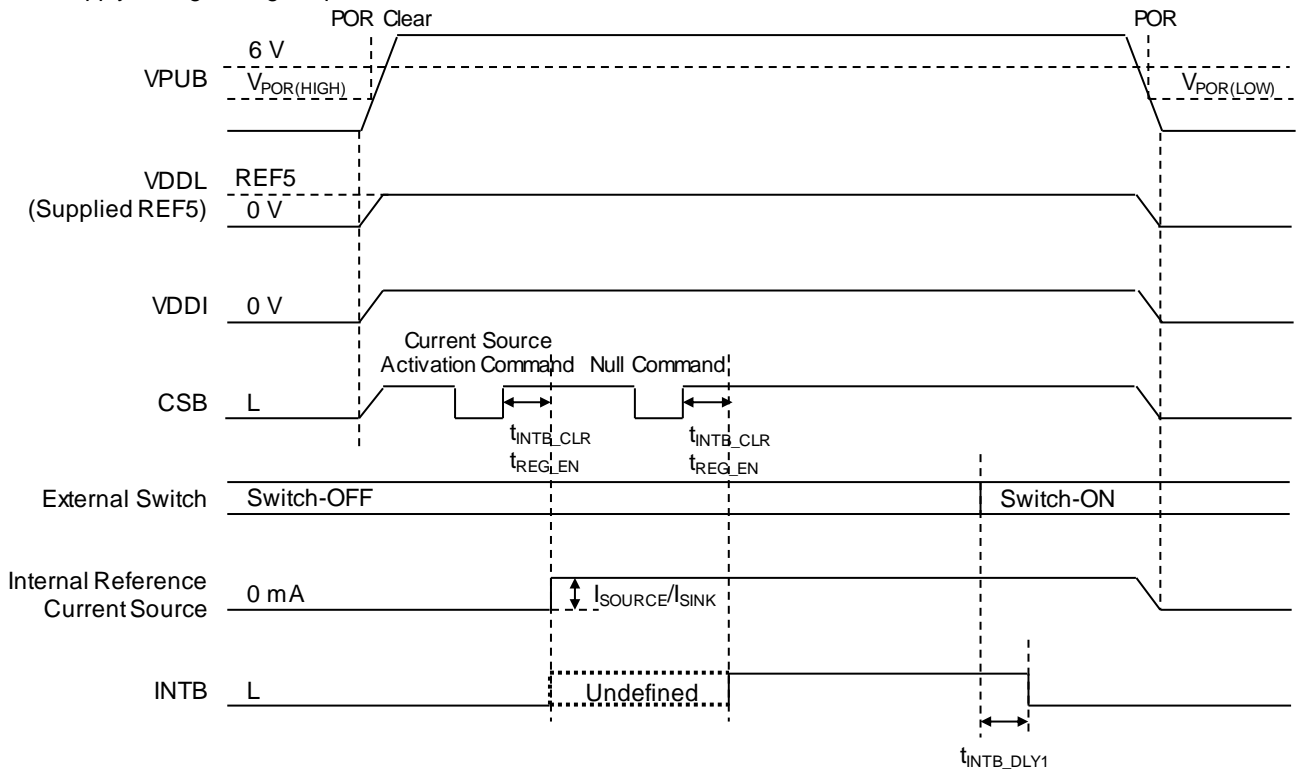 POR Clear
POR
6 V
VPUB
VPOR(HIGH)
VPOR(LOW)
VDDL
(Supplied REF5)
REF5
0 V
VDDI
0 V
Current Source
Activation Command
Null Command
CSB
L
tINTB_CLR
tREG_EN
tINTB_CLR
tREG_EN
External Switch
Switch-OFF
Switch-ON
Internal Reference
Current Source
0 mA
ISOURCE/ISINK
INTB
L
Undefined
tINTB_DLY1